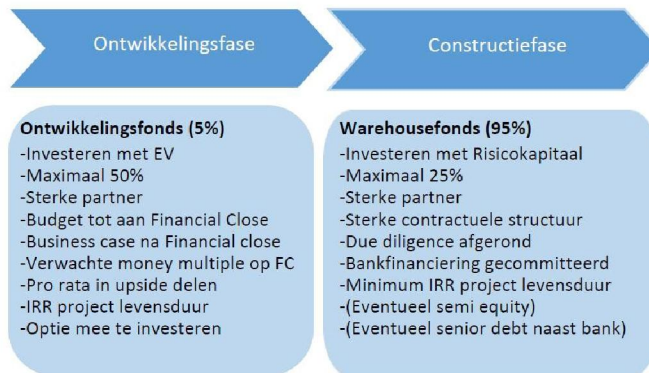 Ontwikkelingsfase
Constructiefase
Ontwikkelingsfonds (5%)
-Investeren met EV
-Maximaal 50%
-Sterke partner
-Budget tot aan Financial Close
-Business case na Financial close
-Verwachte money multiple op FC
-Pro rata in upside delen
-IRR project levensduur
-Optie mee te investeren
Warehousefonds (95%)
-Investeren met Risicokapitaal
-Maximaal 25%
-Sterke partner
-Sterke contractuele structuur
-Due diligence afgerond
-Bankfinanciering gecommitteerd
-Minimum IRR project levensduur
-(Eventueel semi equity)
-(Eventueel senior debt naast bank)